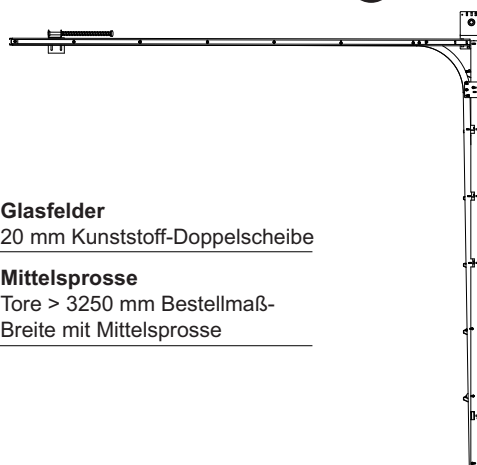 Glasfelder
20 mm Kunststoff-Doppelscheibe
Mittelsprosse
Tore > 3250 mm Bestellmaß-
Breite mit Mittelsprosse